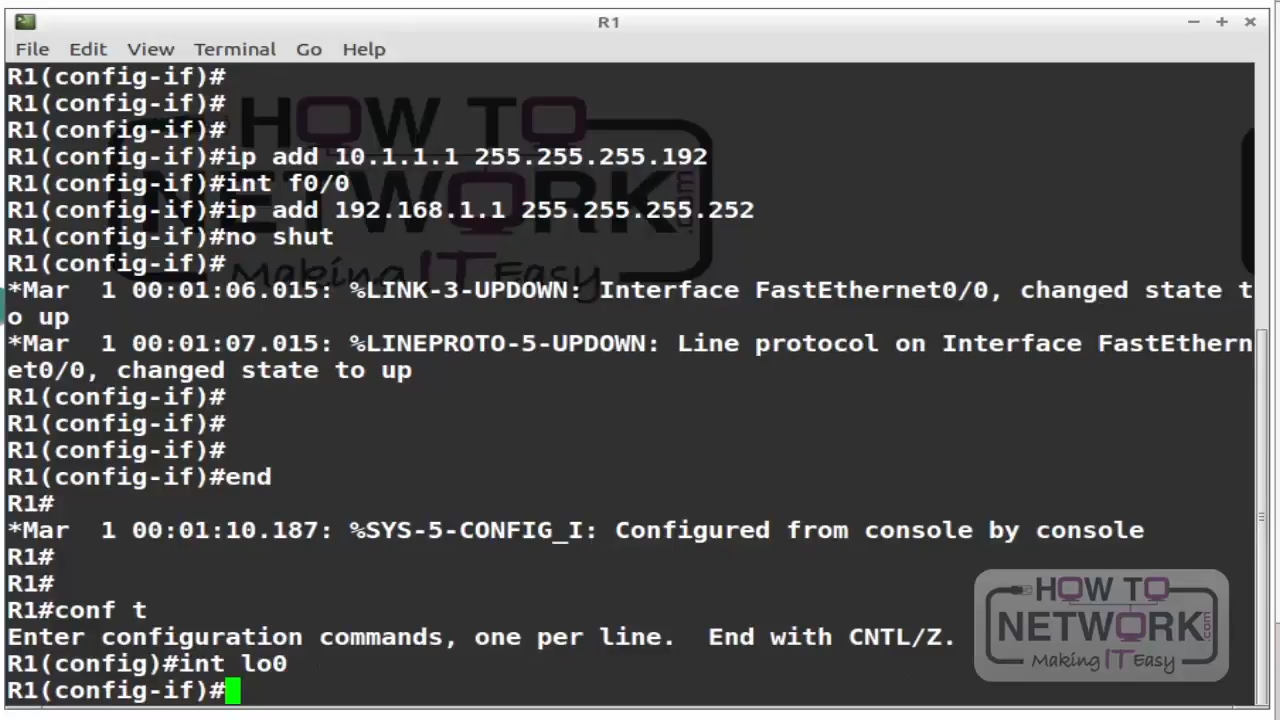 R1
File Edit View Terminal Go Help
R1(config-if)#
R1(config-if)#
R1(config-if)#
R1(config-if)#ip add 10.1.1.1 255.255.255.192
R1(config-if)#int f0/0
R1(config-if)#ip add 192.168.1.1 255.255.255.252
R1(config-if)#no shut
R1(config-if)#
*Mar  1 00:01:06.015: %LINK-3-UPDOWN: Interface FastEthernet0/0, changed state t
o up
*Mar  1 00:01:07.015: %LINEPROTO-5-UPDOWN: Line protocol on Interface FastEthern
et0/0, changed state to up
R1(config-if)#
R1(config-if)#
R1(config-if)#
R1(config-if)#end
R1#
*Mar  1 00:01:10.187: %SYS-5-CONFIG_I: Configured from console by console
R1#
R1#
R1#conf t
Enter configuration commands, one per line.  End with CNTL/Z.
R1(config)#int lo0
R1(config-if)#
HOW TO
NETWORK.com
Making IT Easy
HOW TO
NETWORK.com
Making IT Easy